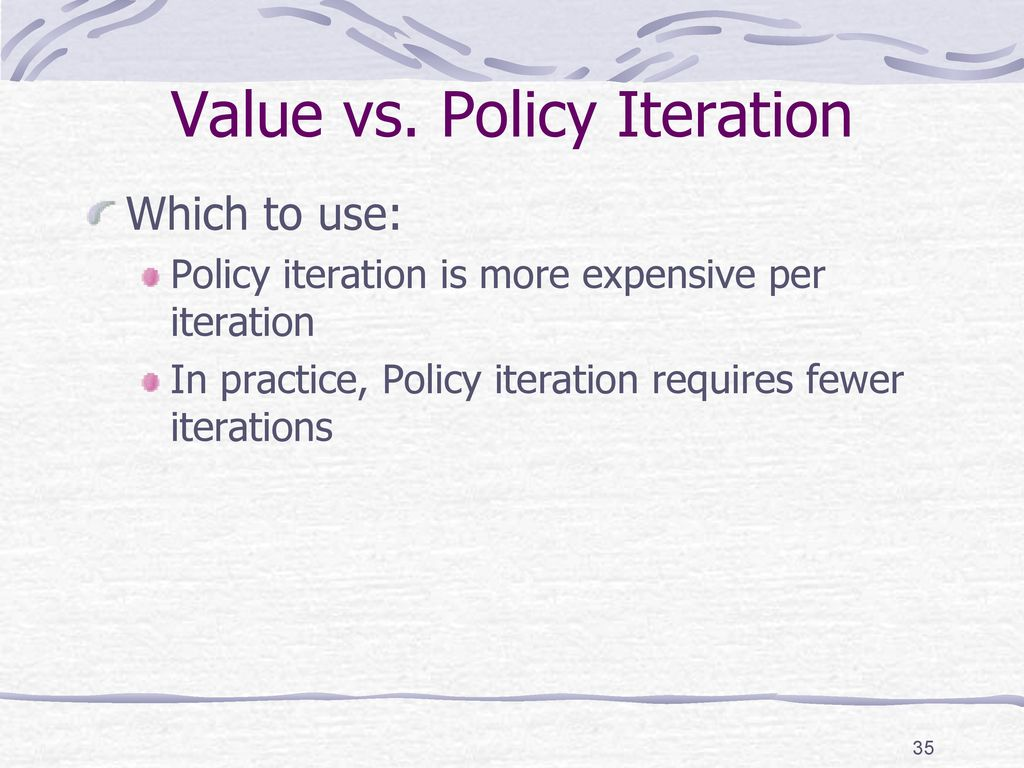 Value vs. Policy Iteration
Which to use:
Policy iteration is more expensive per
iteration
In practice, Policy iteration requires fewer
iterations
35